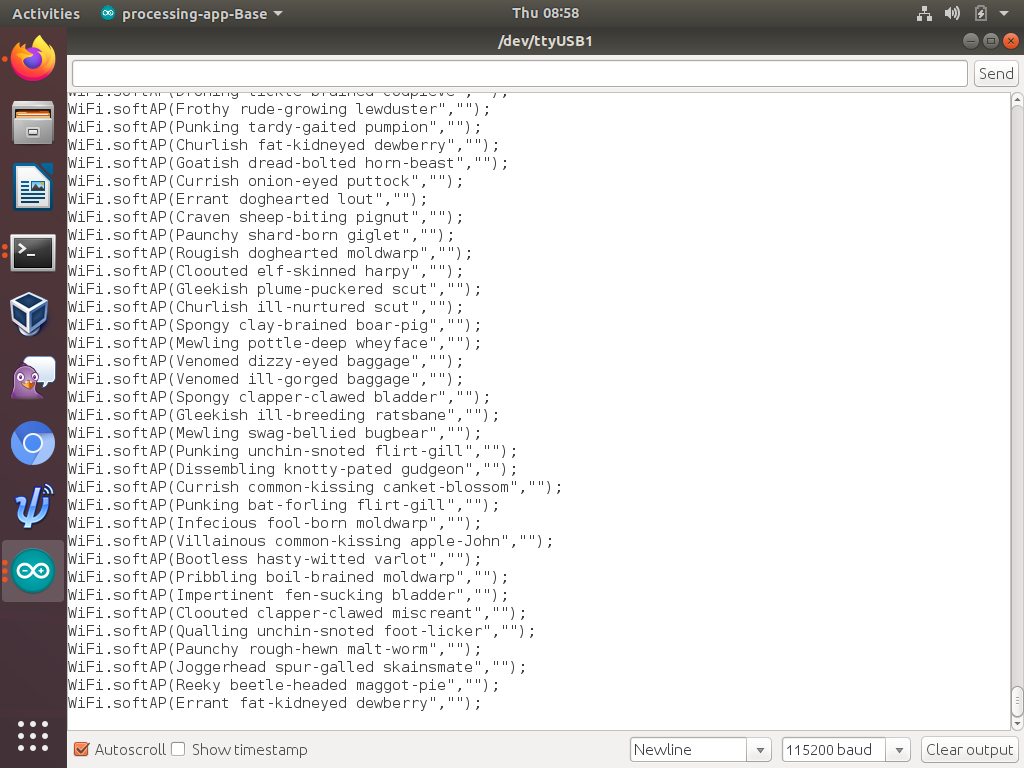 Activities processing-app-Base Thu 08:58
/dev/ttyUSB1
Send
WiFi.softAP(Droning tickle-brained codpieve","");
WiFi.softAP(Frothy rude-growing lewduster","");
WiFi.softAP(Punking tardy-gaited pumpion","");
WiFi.softAP(Churlish fat-kidneyed dewberry","");
WiFi.softAP(Goatish dread-bolted horn-beast","");
WiFi.softAP(Currish onion-eyed puttock","");
WiFi.softAP(Errant doghearted lout","");
WiFi.softAP(Craven sheep-biting pignut","");
WiFi.softAP(Paunchy shard-born giglet","");
WiFi.softAP(Rougish doghearted moldwarp","");
WiFi.softAP(Cloouted elf-skinned harpy","");
WiFi.softAP(Gleekish plume-puckered scut","");
WiFi.softAP(Churlish ill-nurtured scut","");
WiFi.softAP(Spongy clay-brained boar-pig","");
WiFi.softAP(Mewling pottle-deep wheyface","");
WiFi.softAP(Venomed dizzy-eyed baggage","");
WiFi.softAP(Venomed ill-gorged baggage","");
WiFi.softAP(Spongy clapper-clawed bladder","");
WiFi.softAP(Gleekish ill-breeding ratsbane","");
WiFi.softAP(Mewling swag-bellied bugbear","");
WiFi.softAP(Punking unchin-snoted flirt-gill","");
WiFi.softAP(Dissembling knotty-pated gudgeon","");
WiFi.softAP(Currish common-kissing canket-blossom","");
WiFi.softAP(Punking bat-forling flirt-gill","");
WiFi.softAP(Infecious fool-born moldwarp","");
WiFi.softAP(Villainous common-kissing apple-John","");
WiFi.softAP(Bootless hasty-witted varlot","");
WiFi.softAP(Pribbling boil-brained moldwarp","");
WiFi.softAP(Impertinent fen-sucking bladder","");
WiFi.softAP(Cloouted clapper-clawed miscreant","");
WiFi.softAP(Qualling unchin-snoted foot-licker","");
WiFi.softAP(Paunchy rough-hewn malt-worm","");
WiFi.softAP(Joggerhead spur-galled skainsmate","");
WiFi.softAP(Reeky beetle-headed maggot-pie","");
WiFi.softAP(Errant fat-kidneyed dewberry","");
Autoscroll Show timestamp Newline 115200 baud Clear output